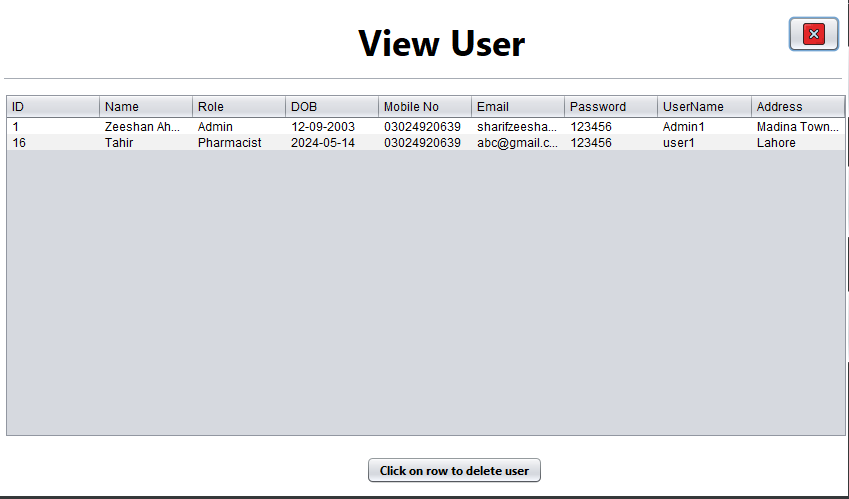 View User
ID Name Role DOB Mobile No Email Password UserName Address
1 Zeeshan Ah... Admin 12-09-2003 03024920639 sharifzeesha... 123456 Admin1 Madina Town...
16 Tahir Pharmacist 2024-05-14 03024920639 abc@gmail.c... 123456 user1 Lahore
Click on row to delete user